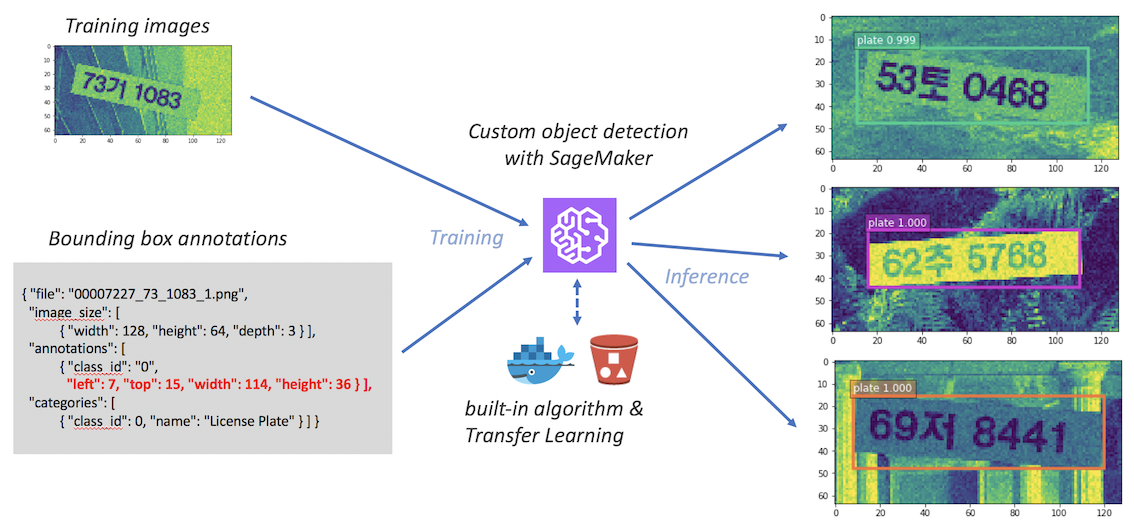 Training images
0
10
20
30
40
50
60
73기 1083
0 20 40 60 80 100 120
Bounding box annotations
{ "file": "00007227_73_1083_1.png",
"image_size": [
{ "width": 128, "height": 64, "depth": 3 } ],
"annotations": [
{ "class_id": "0",
"left": 7, "top": 15, "width": 114, "height": 36 } ],
"categories": [
{ "class_id": 0, "name": "License Plate" } ] }
Training
Custom object detection
with SageMaker
Inference
built-in algorithm &
Transfer Learning
0
10
20
30
40
50
60
plate 0.999
53토 0468
0 20 40 60 80 100 120
0
10
20
30
40
50
60
plate 1.000
62추 5768
0 20 40 60 80 100 120
0
10
20
30
40
50
60
plate 1.000
69저 8441
0 20 40 60 80 100 120